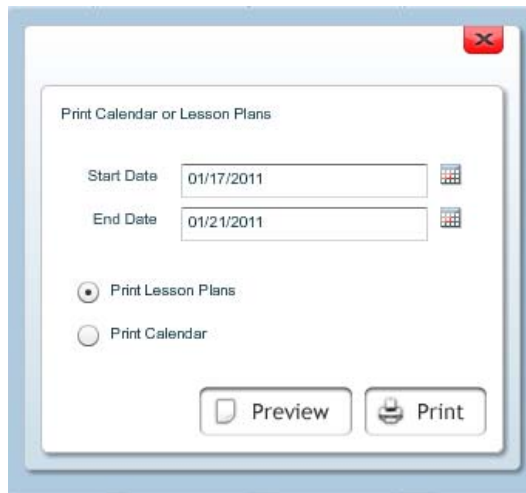 Print Calendar or Lesson Plans
Start Date 01/17/2011
End Date 01/21/2011
Print Lesson Plans
Print Calendar
Preview Print